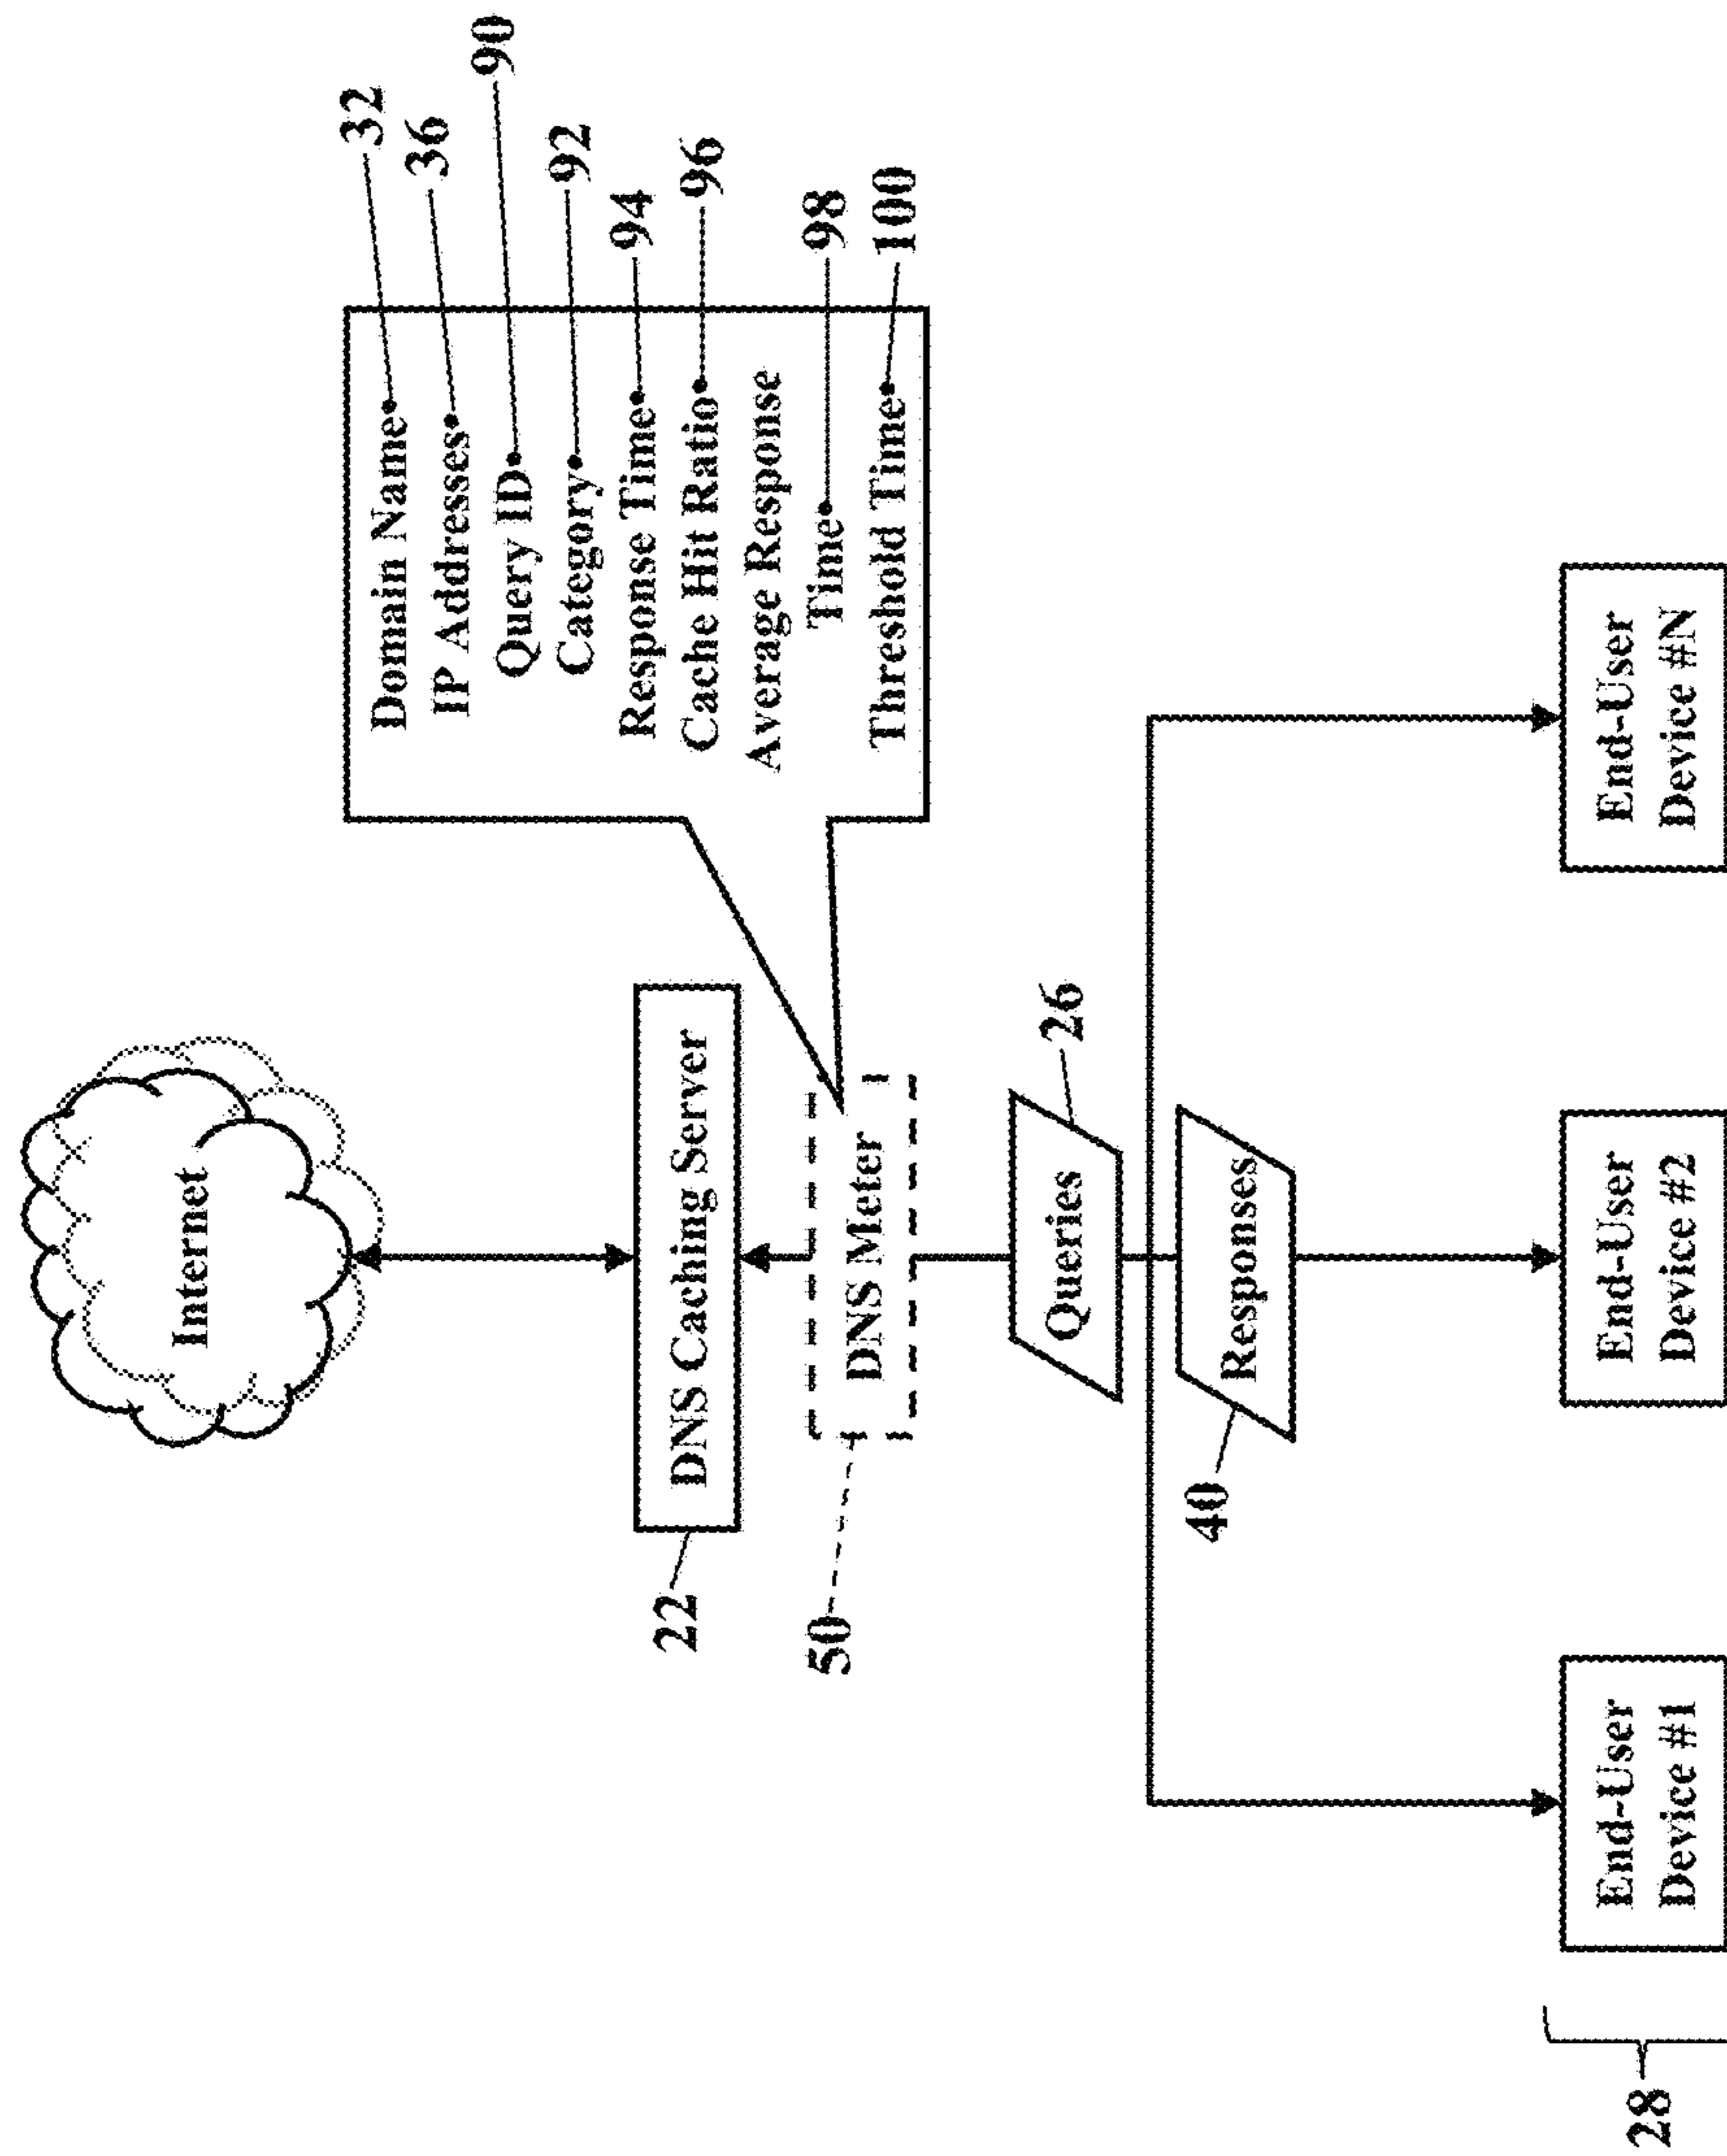 Internet
DNS Caching Server
22
DNS Meter
50
Domain Name
32
IP Addresses
36
Query ID
90
Category
92
Response Time
94
Cache Hit Ratio
96
Average Response
Time
98
Threshold Time
100
Queries
26
Responses
40
End-User
Device #1
End-User
Device #2
End-User
Device #N
28